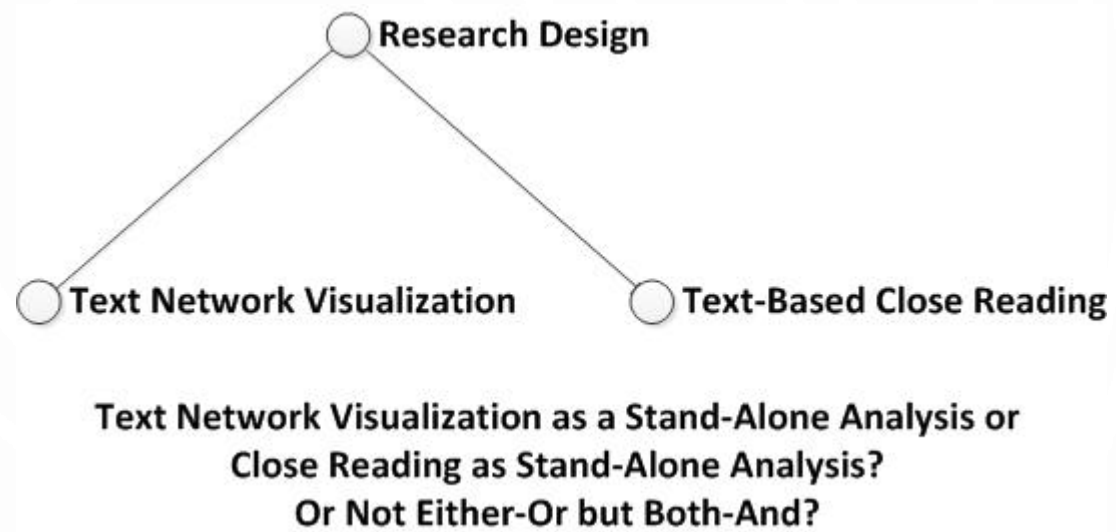 Research Design
Text Network Visualization
Text-Based Close Reading
Text Network Visualization as a Stand-Alone Analysis or
Close Reading as Stand-Alone Analysis?
Or Not Either-Or but Both-And?